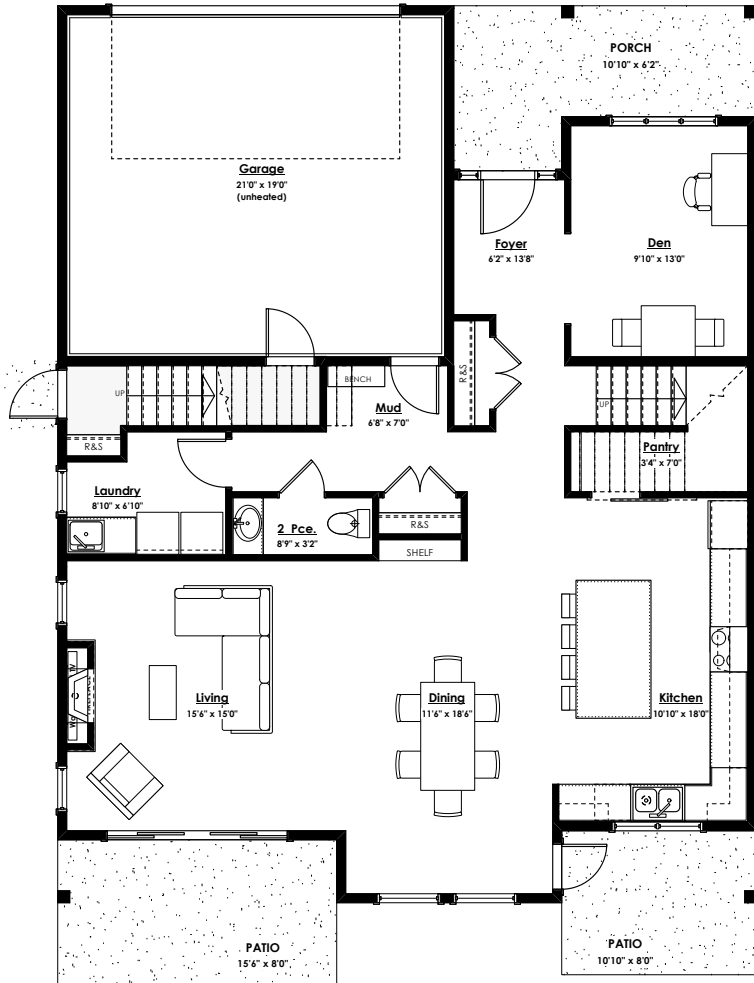 PORCH
10'10" x 6'2"
Garage
21'0" x 19'0"
(unheated)
Foyer
6'2" x 13'8"
Den
9'10" x 13'0"
R&S
UP
BENCH
Mud
6'8" x 7'0"
UP
R&S
Pantry
3'4" x 7'0"
Laundry
8'10" x 6'10"
2 Pce.
8'9" x 3'2"
R&S
SHELF
TV
Living
15'6" x 15'0"
Dining
11'6" x 18'6"
Kitchen
10'10" x 18'0"
PATIO
15'6" x 8'0"
PATIO
10'10" x 8'0"